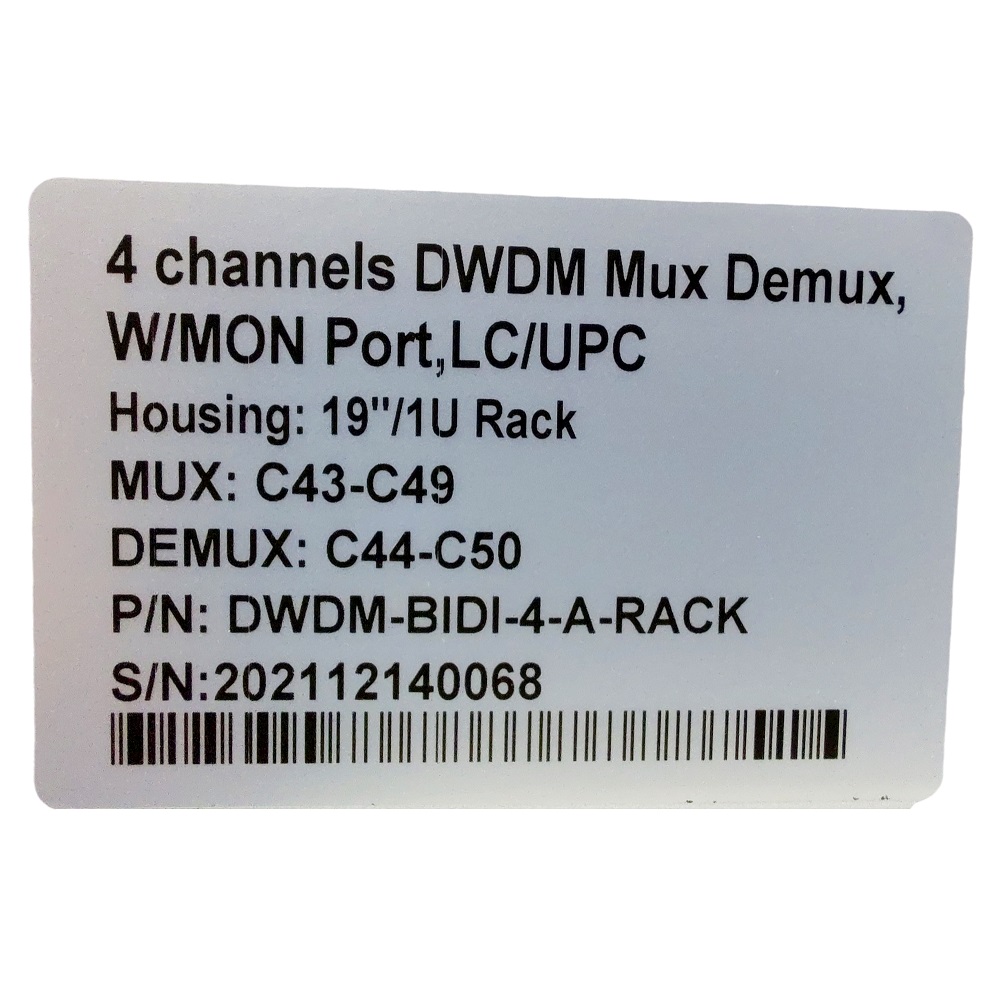 4 channels DWDM Mux Demux,
W/MON Port,LC/UPC
Housing: 19"/1U Rack
MUX: C43-C49
DEMUX: C44-C50
P/N: DWDM-BIDI-4-A-RACK
S/N:202112140068